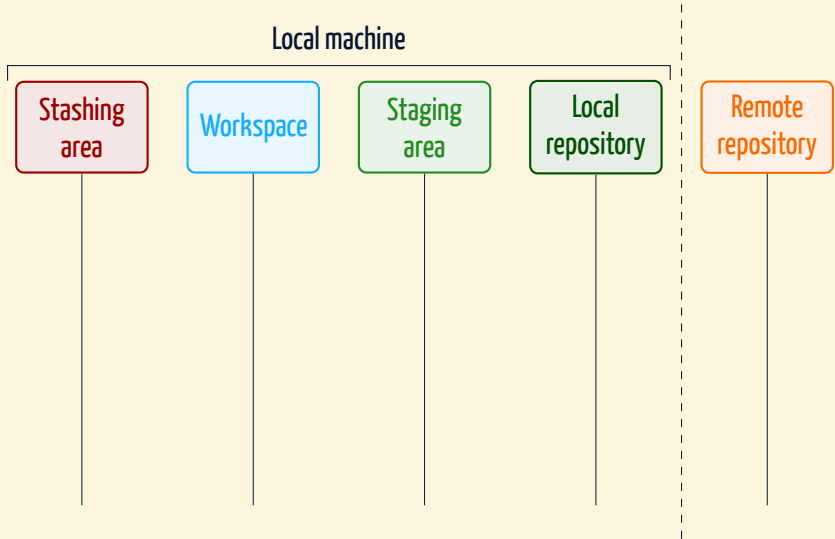 Local machine
Stashing
area
Workspace
Staging
area
Local
repository
Remote
repository